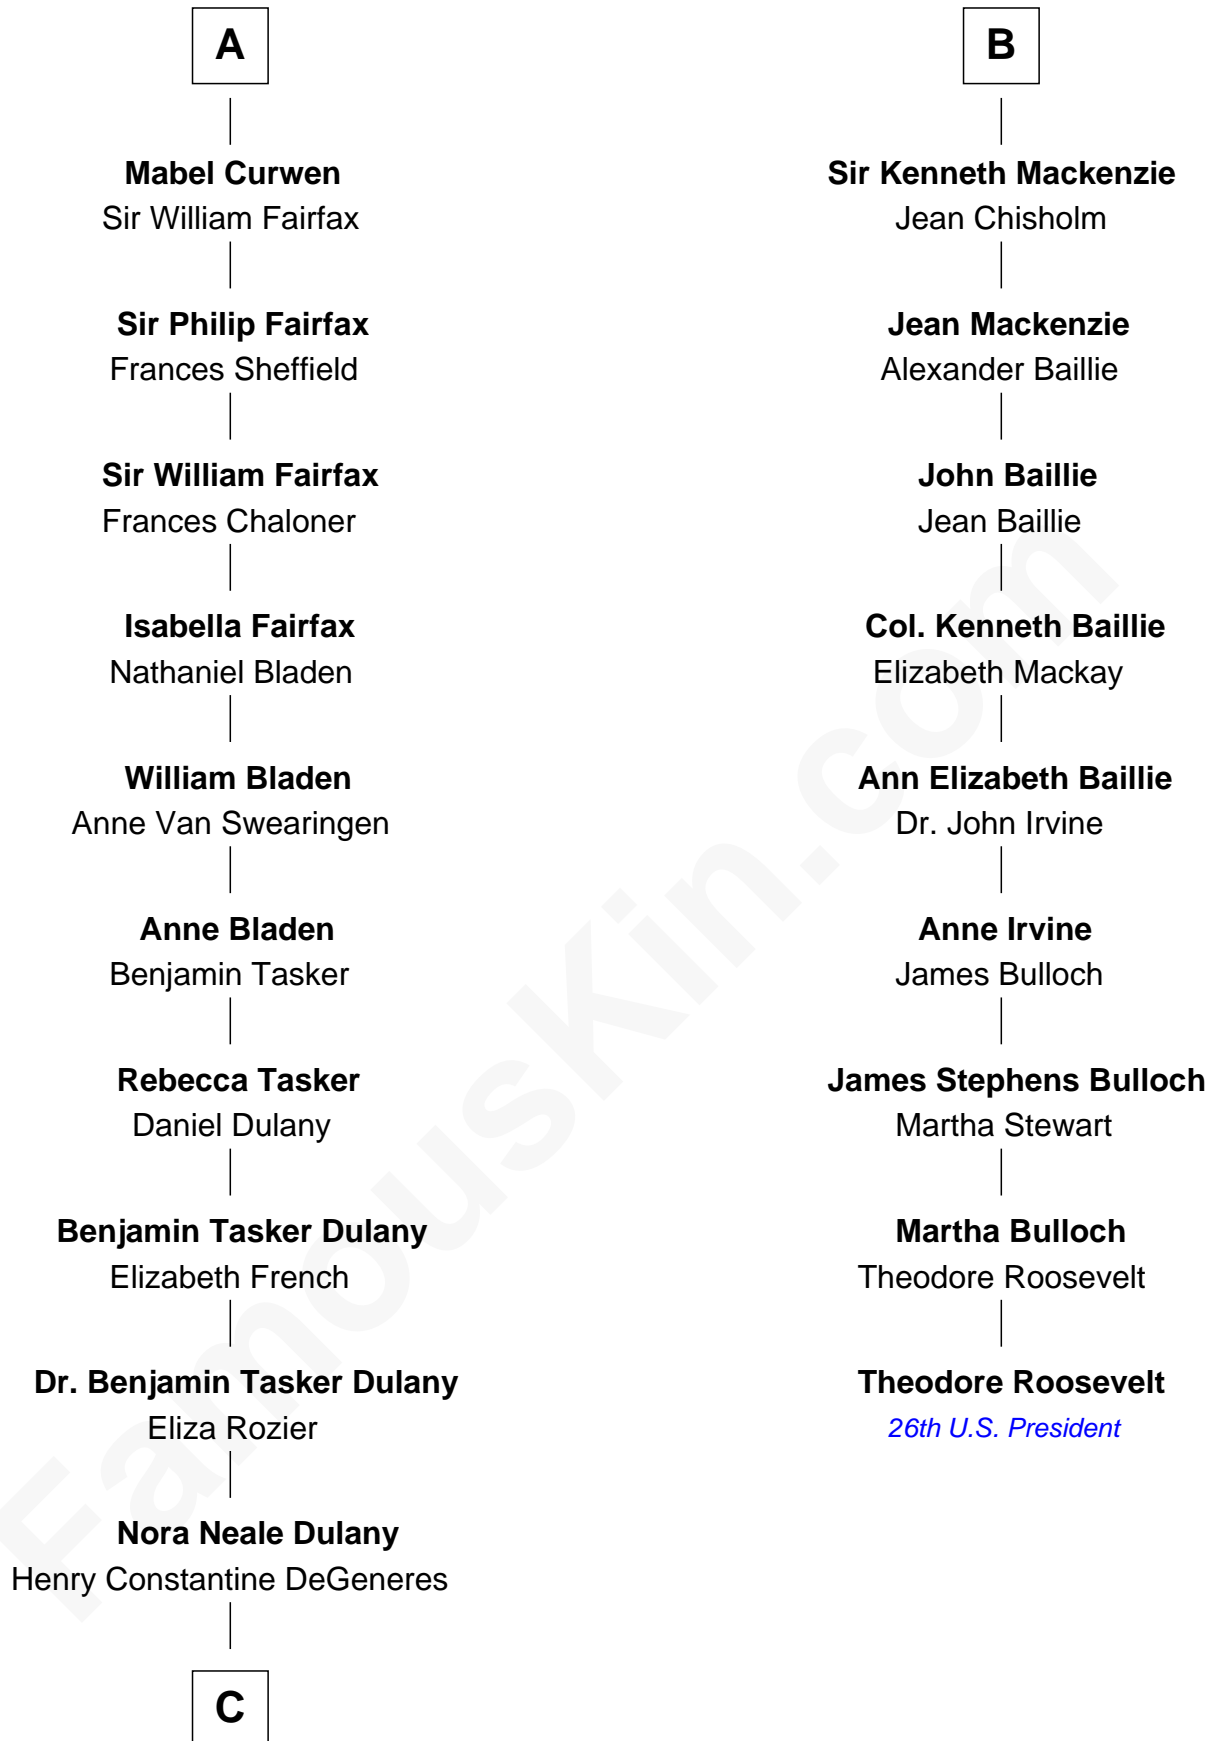 A
Mabel Curwen
Sir William Fairfax
Sir Philip Fairfax
Frances Sheffield
Sir William Fairfax
Frances Chaloner
Isabella Fairfax
Nathaniel Bladen
William Bladen
Anne Van Swearingen
Anne Bladen
Benjamin Tasker
Rebecca Tasker
Daniel Dulany
Benjamin Tasker Dulany
Elizabeth French
Dr. Benjamin Tasker Dulany
Eliza Rozier
Nora Neale Dulany
Henry Constantine DeGeneres
C
B
Sir Kenneth Mackenzie
Jean Chisholm
Jean Mackenzie
Alexander Baillie
John Baillie
Jean Baillie
Col. Kenneth Baillie
Elizabeth Mackay
Ann Elizabeth Baillie
Dr. John Irvine
Anne Irvine
James Bulloch
James Stephens Bulloch
Martha Stewart
Martha Bulloch
Theodore Roosevelt
Theodore Roosevelt
26th U.S. President
FamousKin.com